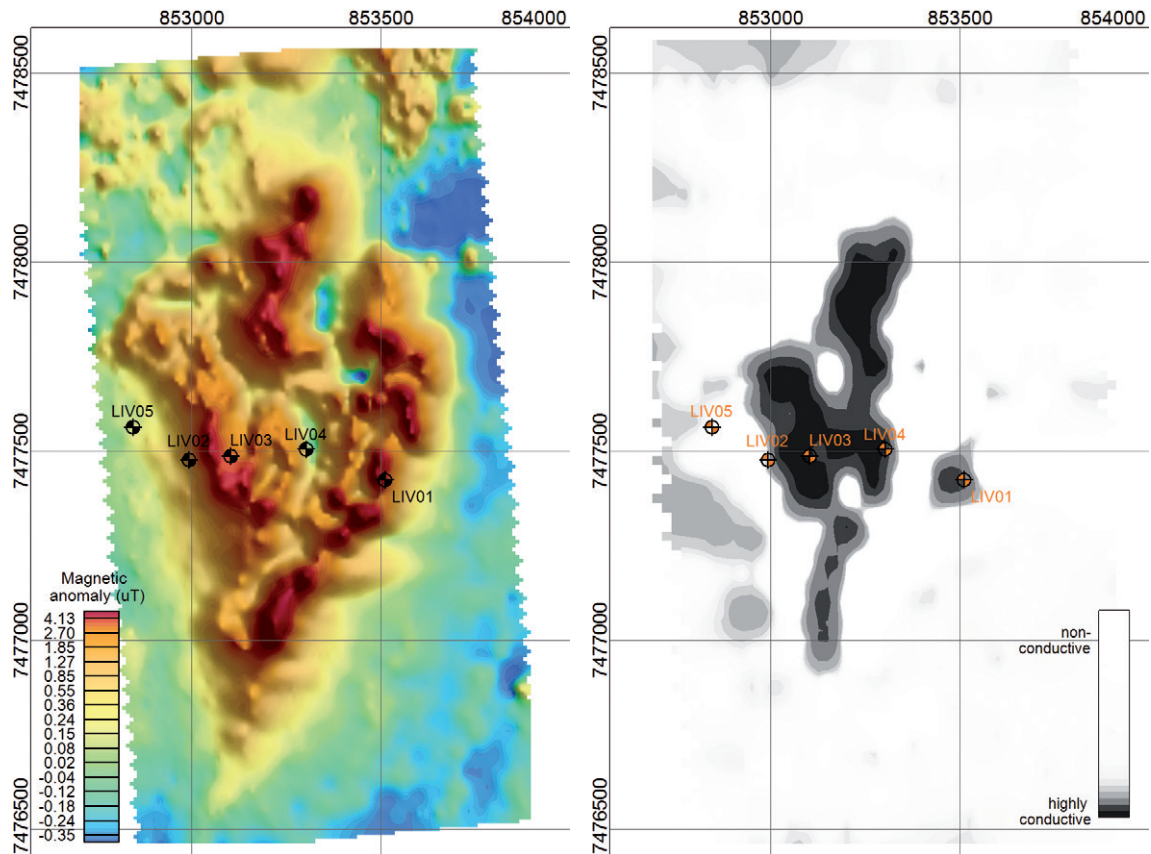 853000
853500
854000
7478500
7478000
7477500
7477000
7476500
LIV05
LIV02
LIV03
LIV04
LIV01
Magnetic
anomaly (uT)
4.13
2.70
1.85
1.27
0.85
0.55
0.36
0.24
0.15
0.08
0.02
-0.04
-0.12
-0.18
-0.24
-0.35
853000
853500
854000
7478500
7478000
7477500
7477000
7476500
LIV05
LIV02
LIV03
LIV04
LIV01
non-
conductive
highly
conductive